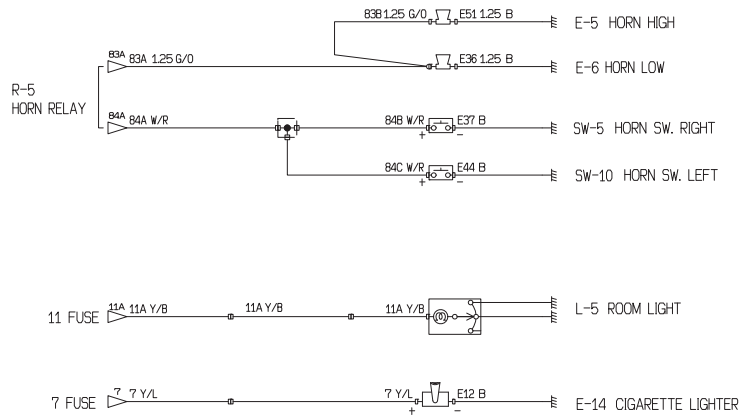 83B 1.25 G/O E51 1.25 B E-5 HORN HIGH
83A 83A 1.25 G/O E36 1.25 B E-6 HORN LOW
R-5
HORN RELAY
84A 84A W/R 84B W/R E37 B SW-5 HORN SW. RIGHT
+ −
84C W/R E44 B SW-10 HORN SW. LEFT
+ −
11 FUSE 11A 11A Y/B 11A Y/B 11A Y/B L-5 ROOM LIGHT
7 FUSE 7 7 Y/L 7 Y/L E12 B E-14 CIGARETTE LIGHTER
+ −